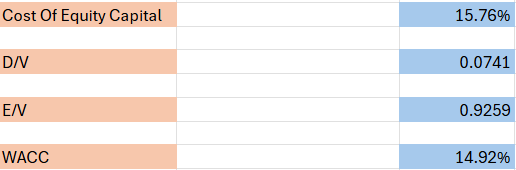 Cost Of Equity Capital 15.76%
D/V 0.0741
E/V 0.9259
WACC 14.92%